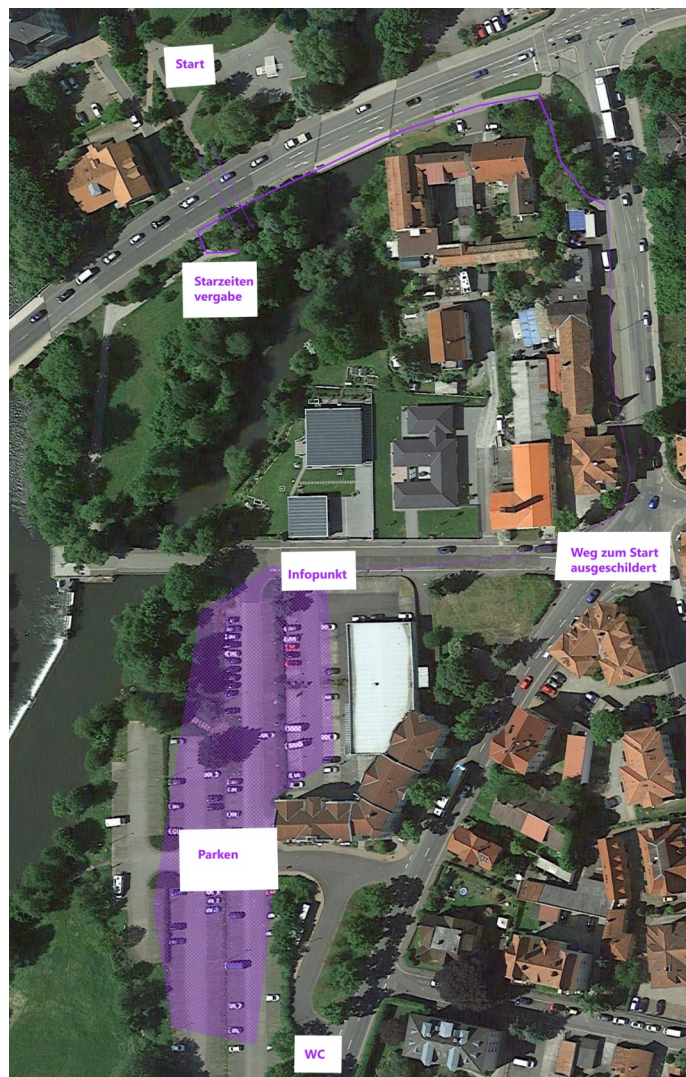 Start
Starzeiten
vergabe
Infopunkt
Weg zum Start
ausgeschildert
Parken
WC